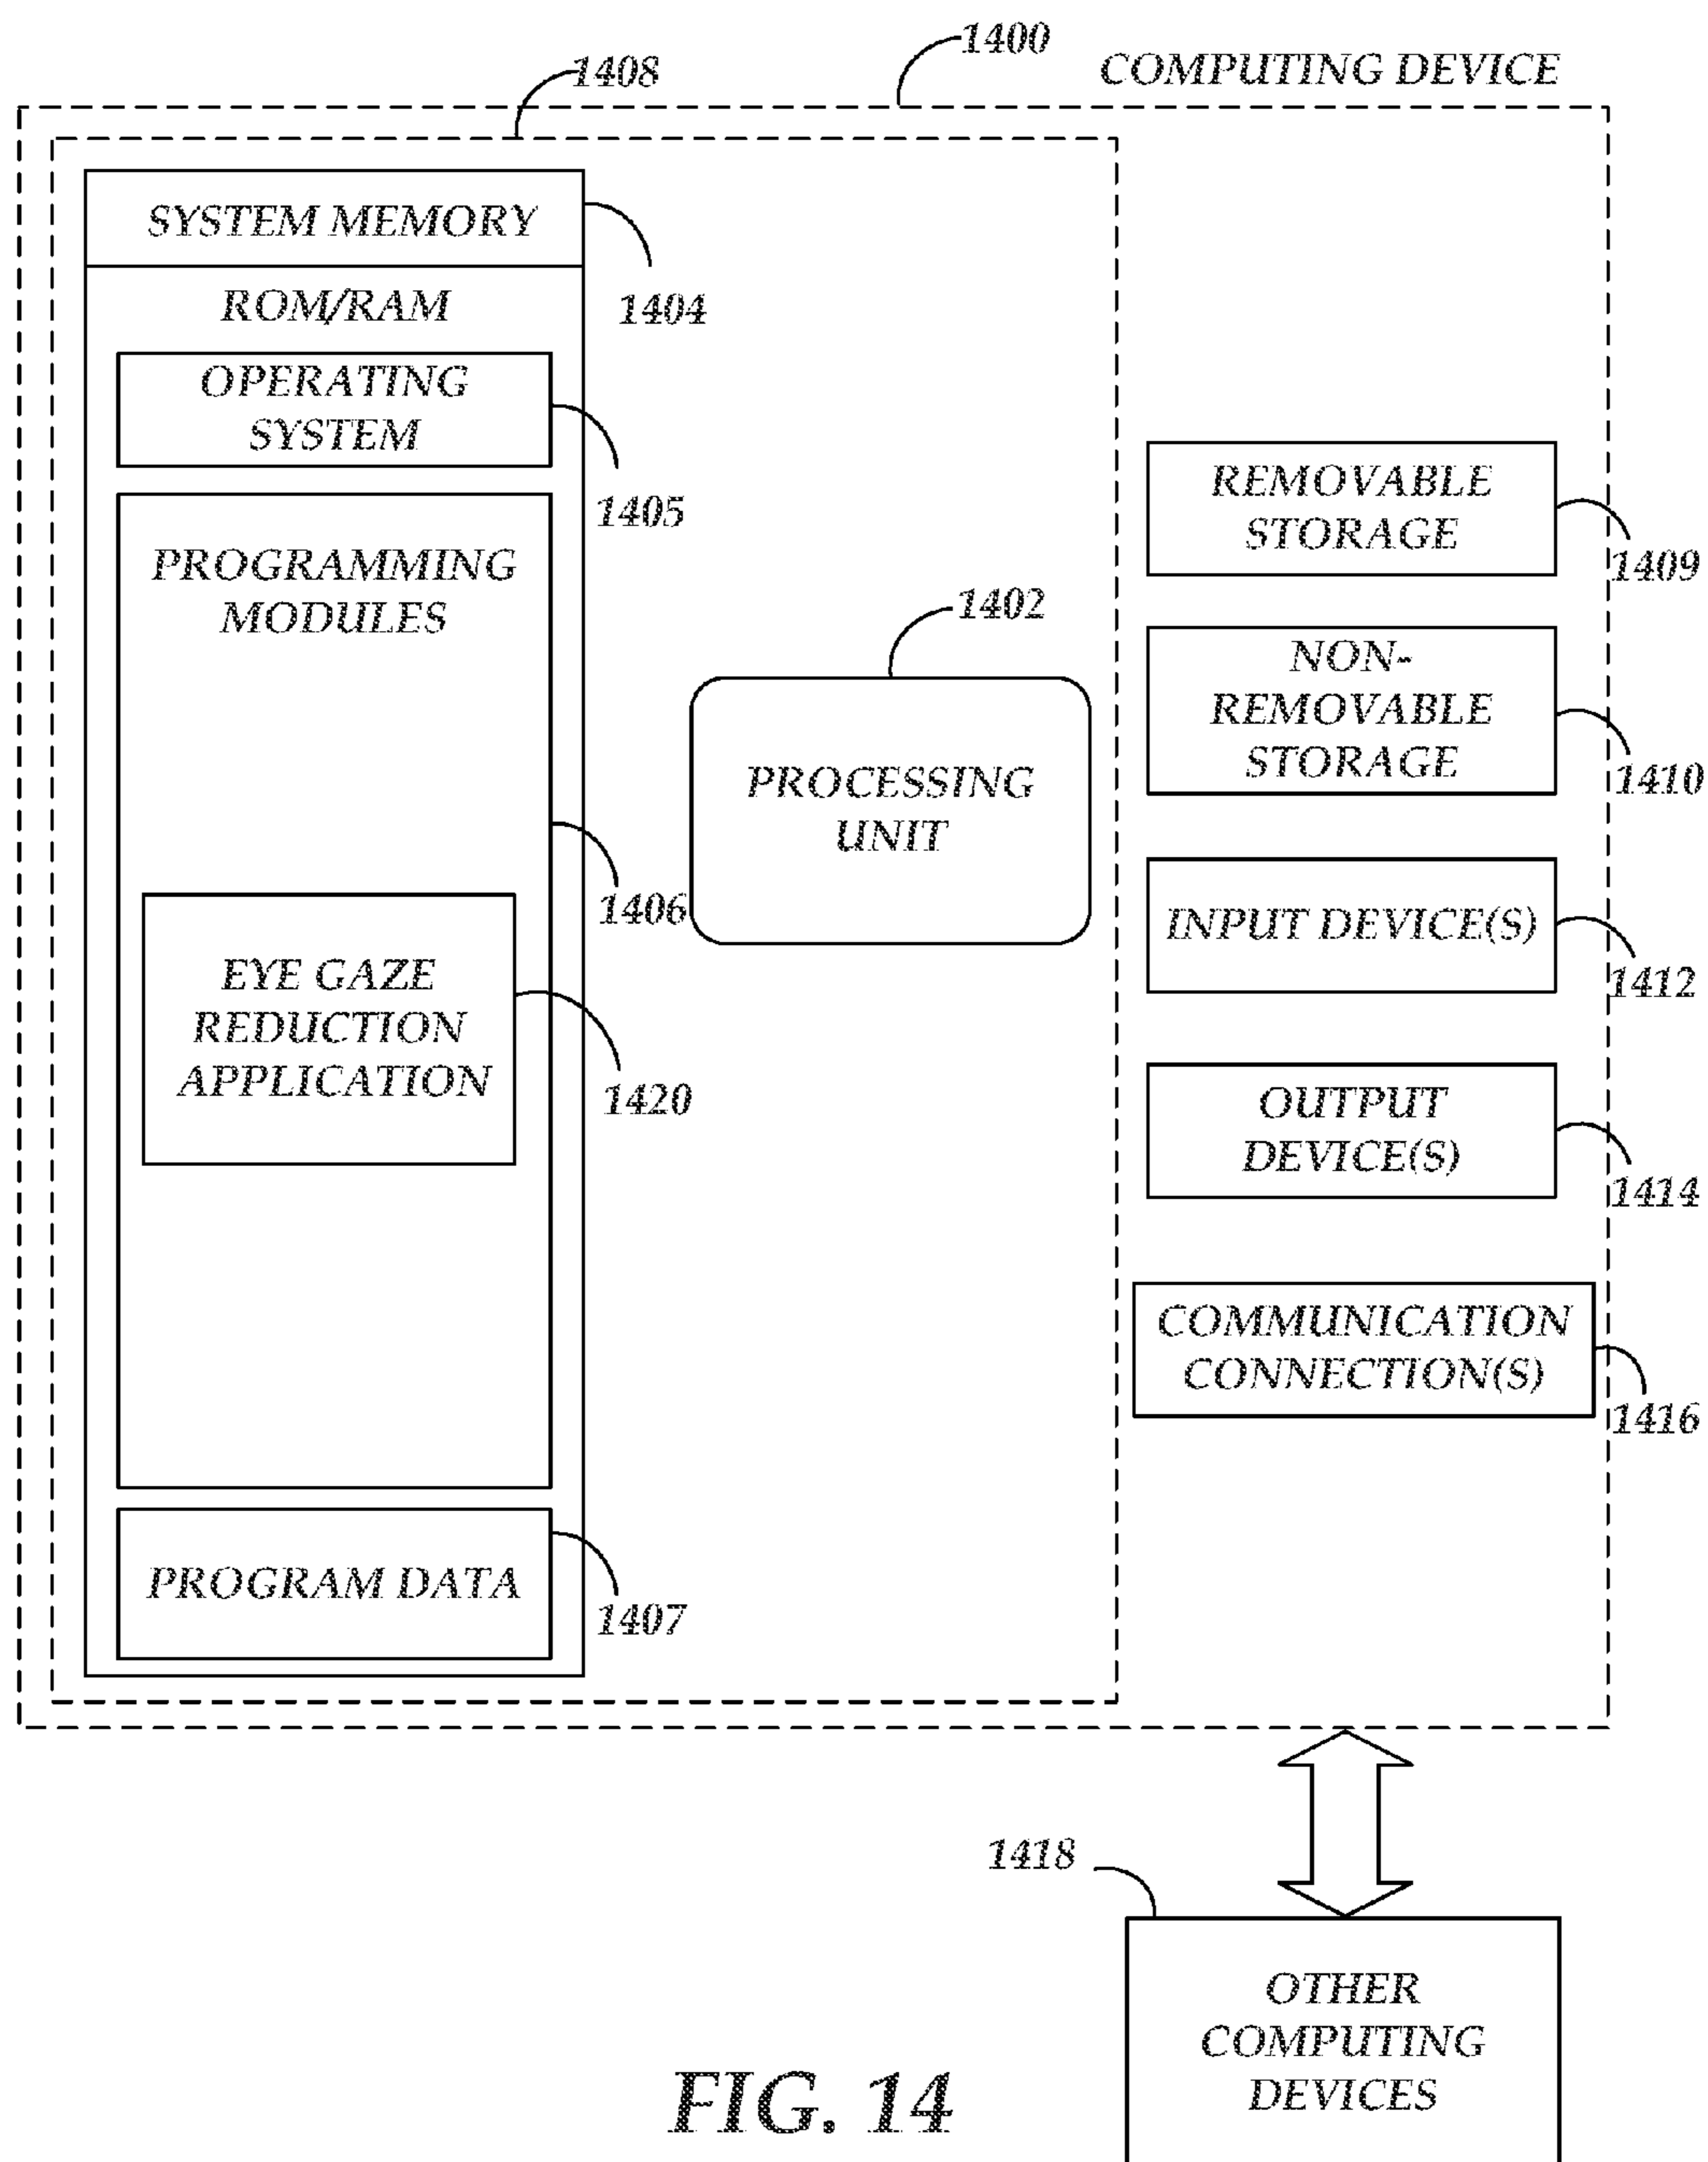 1400
COMPUTING DEVICE
1408
SYSTEM MEMORY
1404
ROM/RAM
OPERATING
SYSTEM
1405
PROGRAMMING
MODULES
1406
EYE GAZE
REDUCTION
APPLICATION
1420
PROGRAM DATA
1407
1402
PROCESSING
UNIT
REMOVABLE
STORAGE
1409
NON-
REMOVABLE
STORAGE
1410
INPUT DEVICE(S)
1412
OUTPUT
DEVICE(S)
1414
COMMUNICATION
CONNECTION(S)
1416
1418
OTHER
COMPUTING
DEVICES
FIG. 14